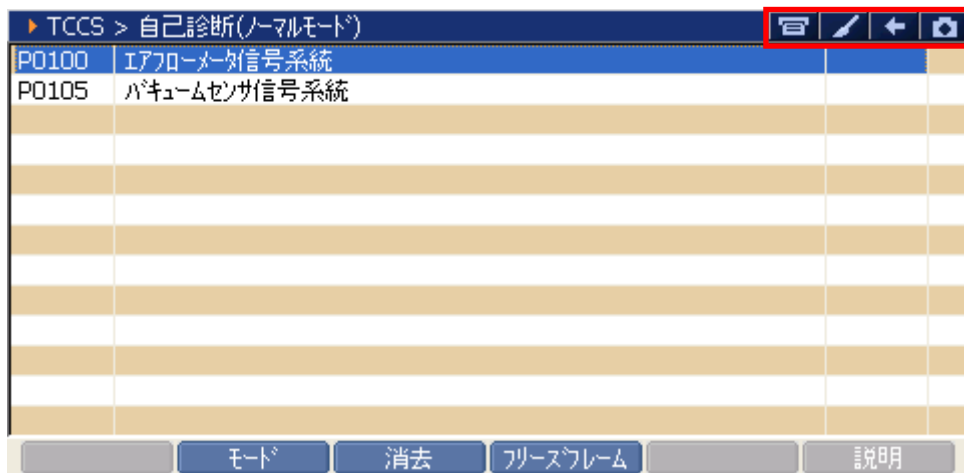 TCCS > 自己診断(ﾉｰﾏﾙﾓｰﾄﾞ)
P0100 ｴｱﾌﾛｰﾒｰﾀ信号系統
P0105 ﾊﾞｷｭｰﾑｾﾝｻ信号系統
ﾓｰﾄﾞ 消去 ﾌﾘｰｽﾞﾌﾚｰﾑ 説明